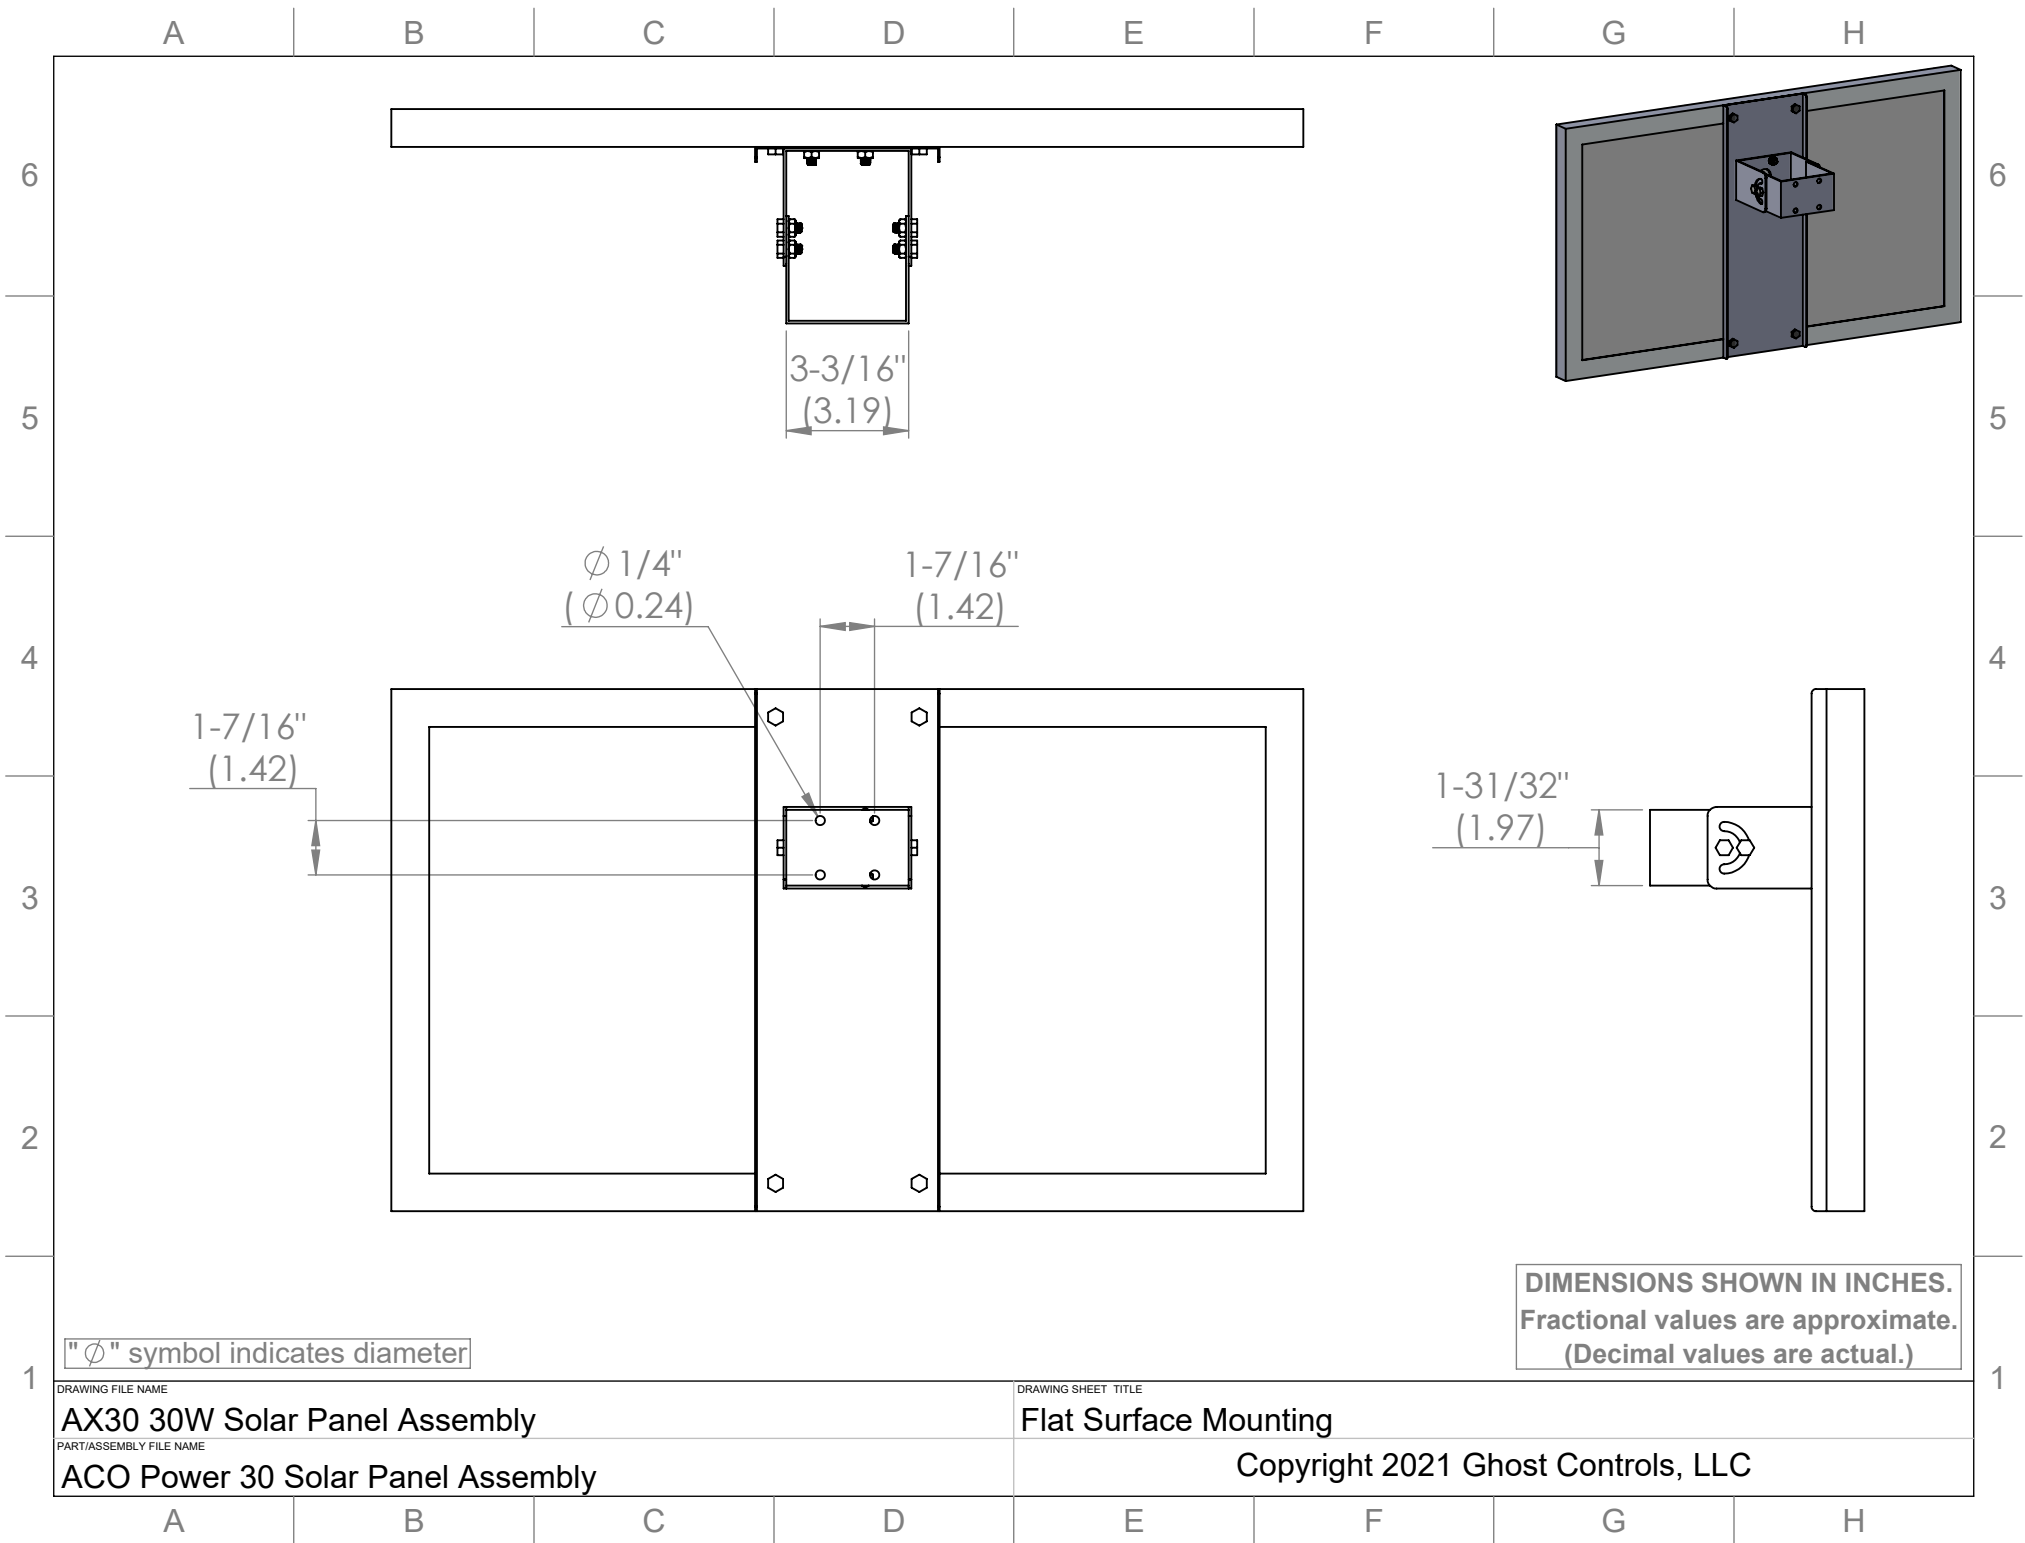 A B C D E F G H
6 6
3-3/16"
(3.19)
5 5
∅ 1/4"
(∅0.24)
1-7/16"
(1.42)
4 4
1-7/16"
(1.42)
1-31/32"
(1.97)
3 3
2 2
DIMENSIONS SHOWN IN INCHES.
Fractional values are approximate.
(Decimal values are actual.)
"∅" symbol indicates diameter
1 1
DRAWING FILE NAME
AX30 30W Solar Panel Assembly
DRAWING SHEET TITLE
Flat Surface Mounting
PART/ASSEMBLY FILE NAME
ACO Power 30 Solar Panel Assembly
Copyright 2021 Ghost Controls, LLC
A B C D E F G H